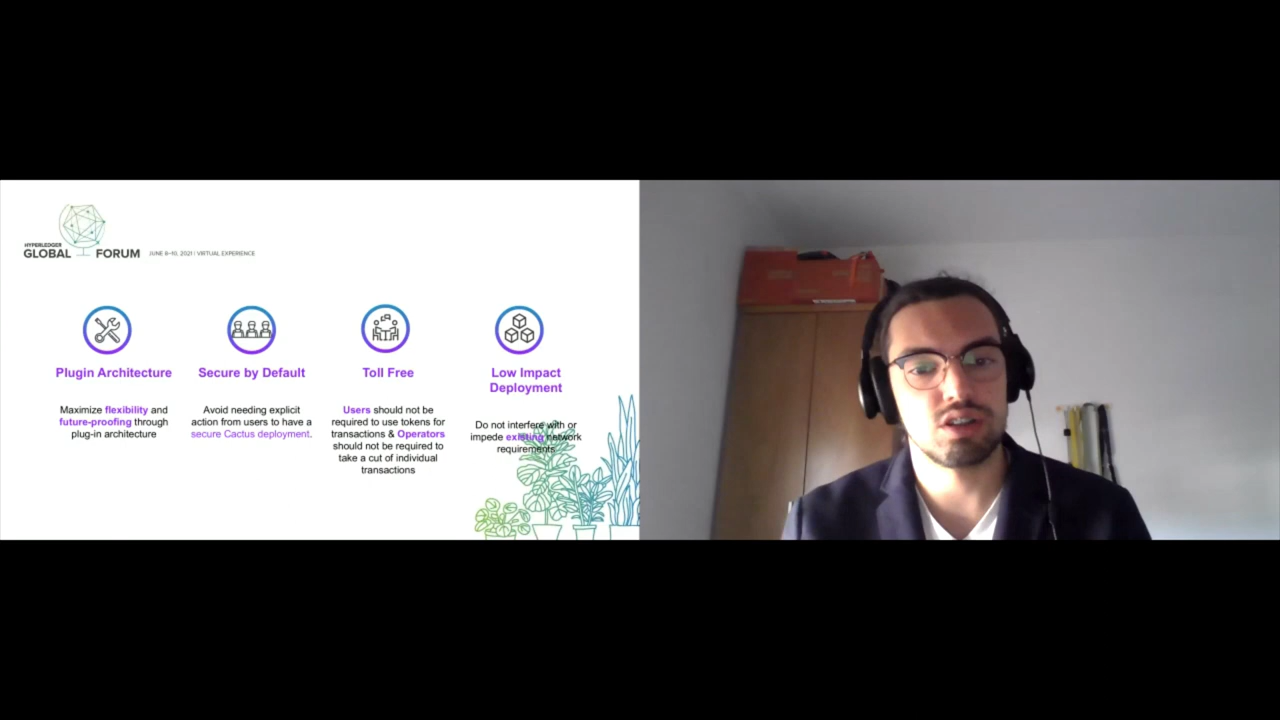 HYPERLEDGER
GLOBAL FORUM JUNE 8-10, 2021 | VIRTUAL EXPERIENCE
Plugin Architecture
Maximize flexibility and
future-proofing through
plug-in architecture
Secure by Default
Avoid needing explicit
action from users to have a
secure Cactus deployment.
Toll Free
Users should not be
required to use tokens for
transactions & Operators
should not be required to
take a cut of individual
transactions
Low Impact
Deployment
Do not interfere with or
impede existing network
requirements